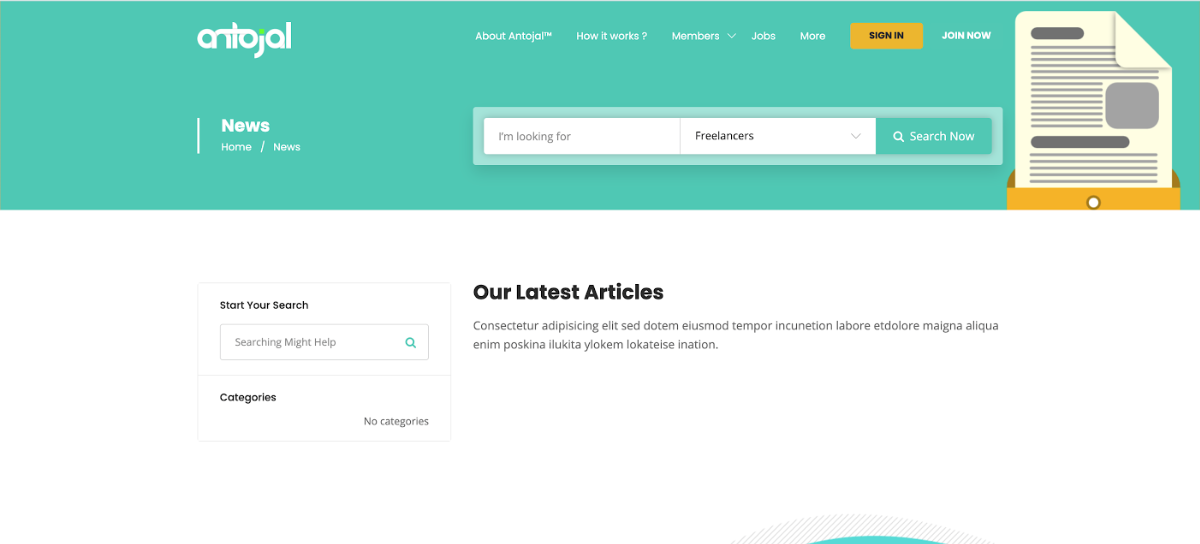 antojal
About Antojal™ How it works ? Members Jobs More SIGN IN JOIN NOW
News
Home / News
I'm looking for Freelancers Search Now
Start Your Search
Searching Might Help
Categories
No categories
Our Latest Articles
Consectetur adipisicing elit sed dotem eiusmod tempor incunetion labore etdolore maigna aliqua
enim poskina ilukita ylokem lokateise ination.